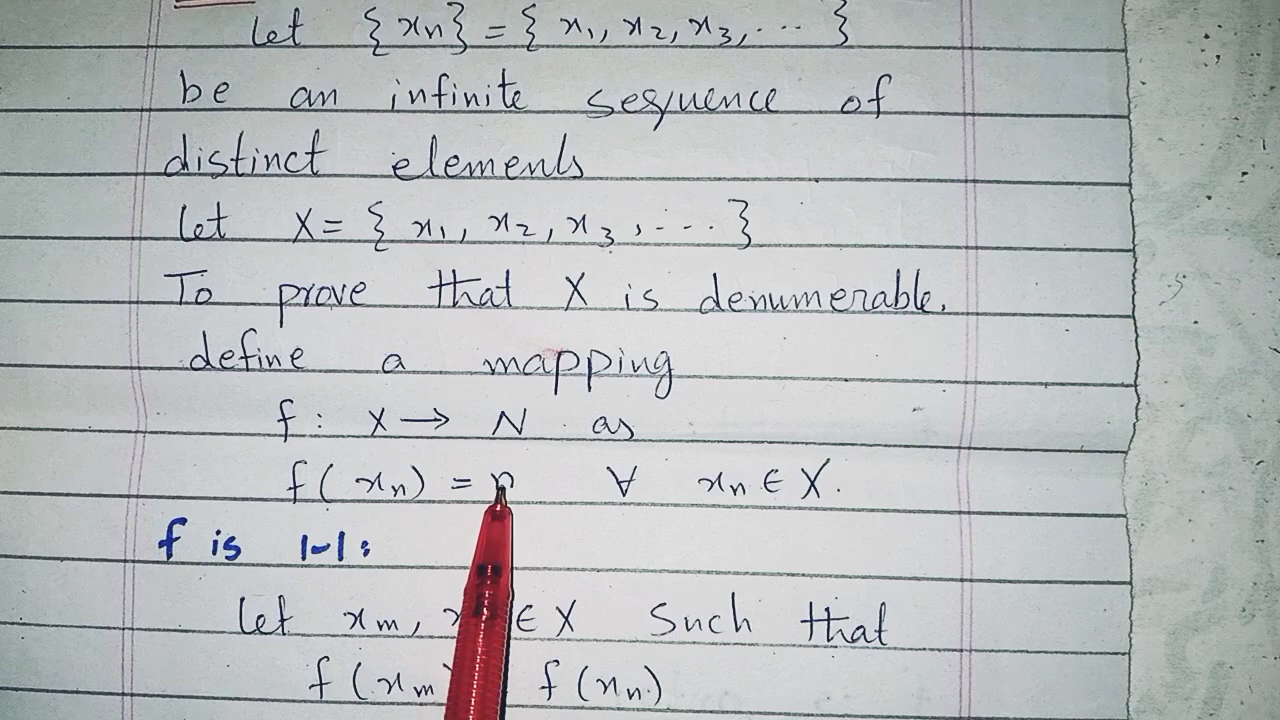 Let {xn} = { x1, x2, x3, ... }
be an infinite sequence of
distinct elements
Let X = { x1, x2, x3, .... }
To prove that X is denumerable.
define a mapping
f : X → N as
f( xn ) = n ∀ xn ∈ X.
f is 1-1:
Let xm, ∈ X Such that
f(xm f(xn)